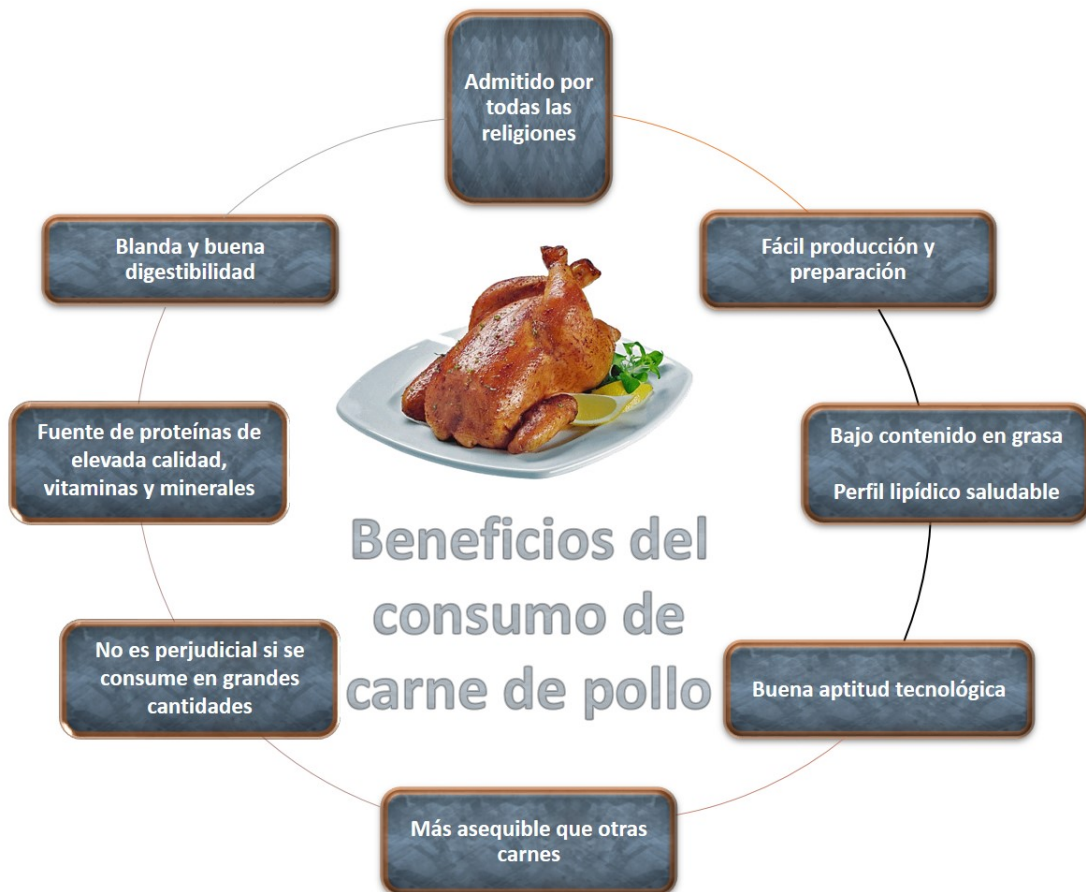 Admitido por
todas las
religiones
Fácil producción y
preparación
Bajo contenido en grasa
Perfil lipídico saludable
Buena aptitud tecnológica
Más asequible que otras
carnes
No es perjudicial si se
consume en grandes
cantidades
Fuente de proteínas de
elevada calidad,
vitaminas y minerales
Blanda y buena
digestibilidad
Beneficios del
consumo de
carne de pollo